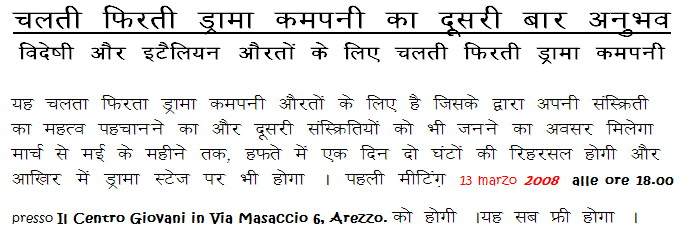 चलती फिरती ड्रामा कमपनी का दूसरी बार अनुभव
विदेषी और इटैलियन औरतों के लिए चलती फिरती ड्रामा कमपनी
यह चलता फिरता ड्रामा कमपनी औरतों के लिए है जिसके द्वारा अपनी संस्क्रिती
का महत्व पहचानने का और दूसरी संस्क्रितियों को भी जनने का अवसर मिलेगा
मार्च से मई के महीने तक, हफते में एक दिन दो घंटों की रिहरसल होगी और
आख़िर में ड्रामा स्टेज पर भी होगा । पहली मीटिंग़ 13 marzo 2008 alle ore 18.00
presso Il Centro Giovani in Via Masaccio 6, Arezzo. को होगी ।यह सब फ्री होगा ।